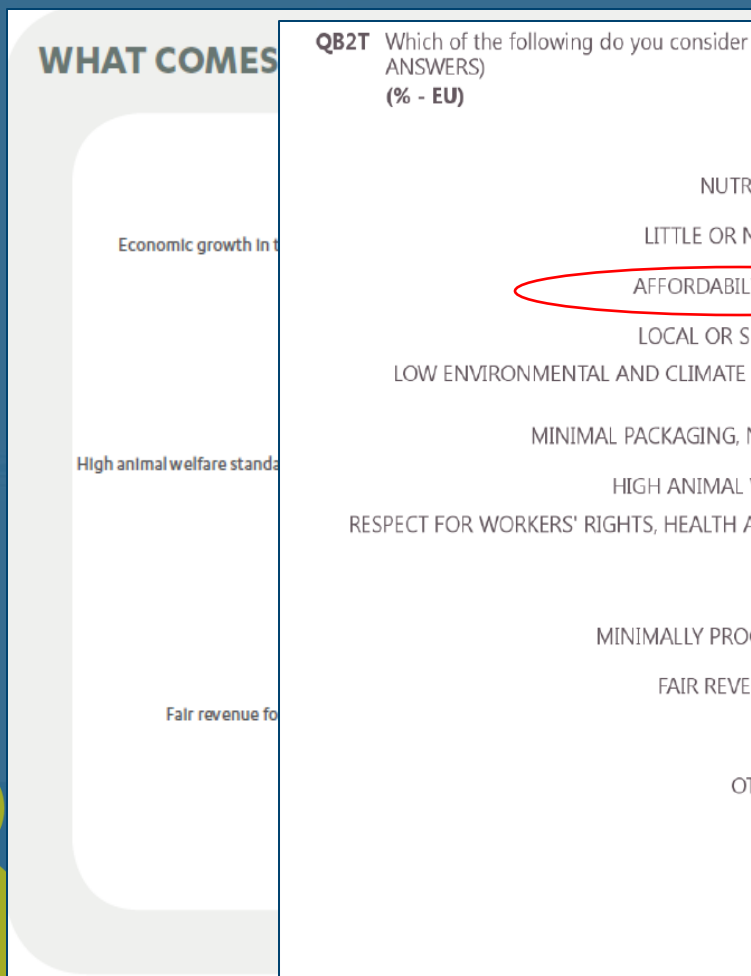 WHAT COMES
Economic growth in t
High animal welfare standa
Fair revenue fo
QB2T Which of the following do you consider
ANSWERS)
(% - EU)
NUTR
LITTLE OR N
AFFORDABIL
LOCAL OR S
LOW ENVIRONMENTAL AND CLIMATE
MINIMAL PACKAGING, N
HIGH ANIMAL
RESPECT FOR WORKERS' RIGHTS, HEALTH A
MINIMALLY PRO
FAIR REVE
OT